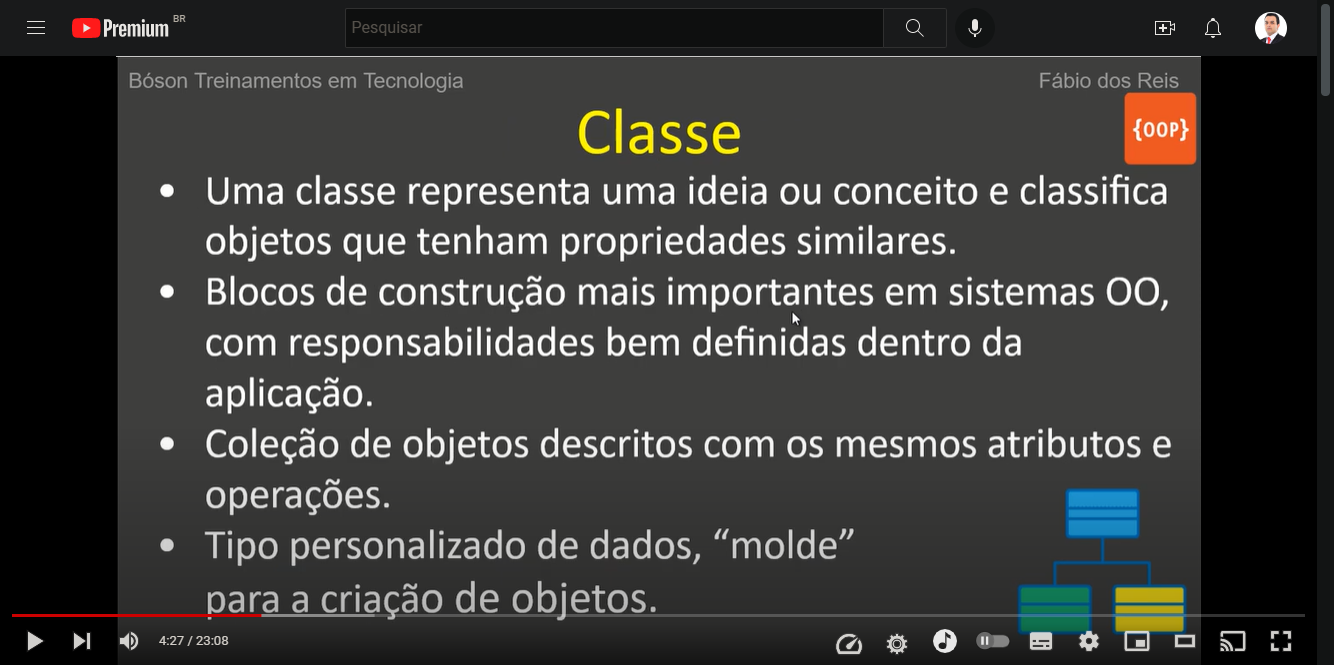 Premium BR
Pesquisar
Bóson Treinamentos em Tecnologia
Fábio dos Reis
Classe
{OOP}
• Uma classe representa uma ideia ou conceito e classifica
objetos que tenham propriedades similares.
• Blocos de construção mais importantes em sistemas OO,
com responsabilidades bem definidas dentro da
aplicação.
• Coleção de objetos descritos com os mesmos atributos e
operações.
• Tipo personalizado de dados, “molde”
para a criação de objetos.
4:27 / 23:08